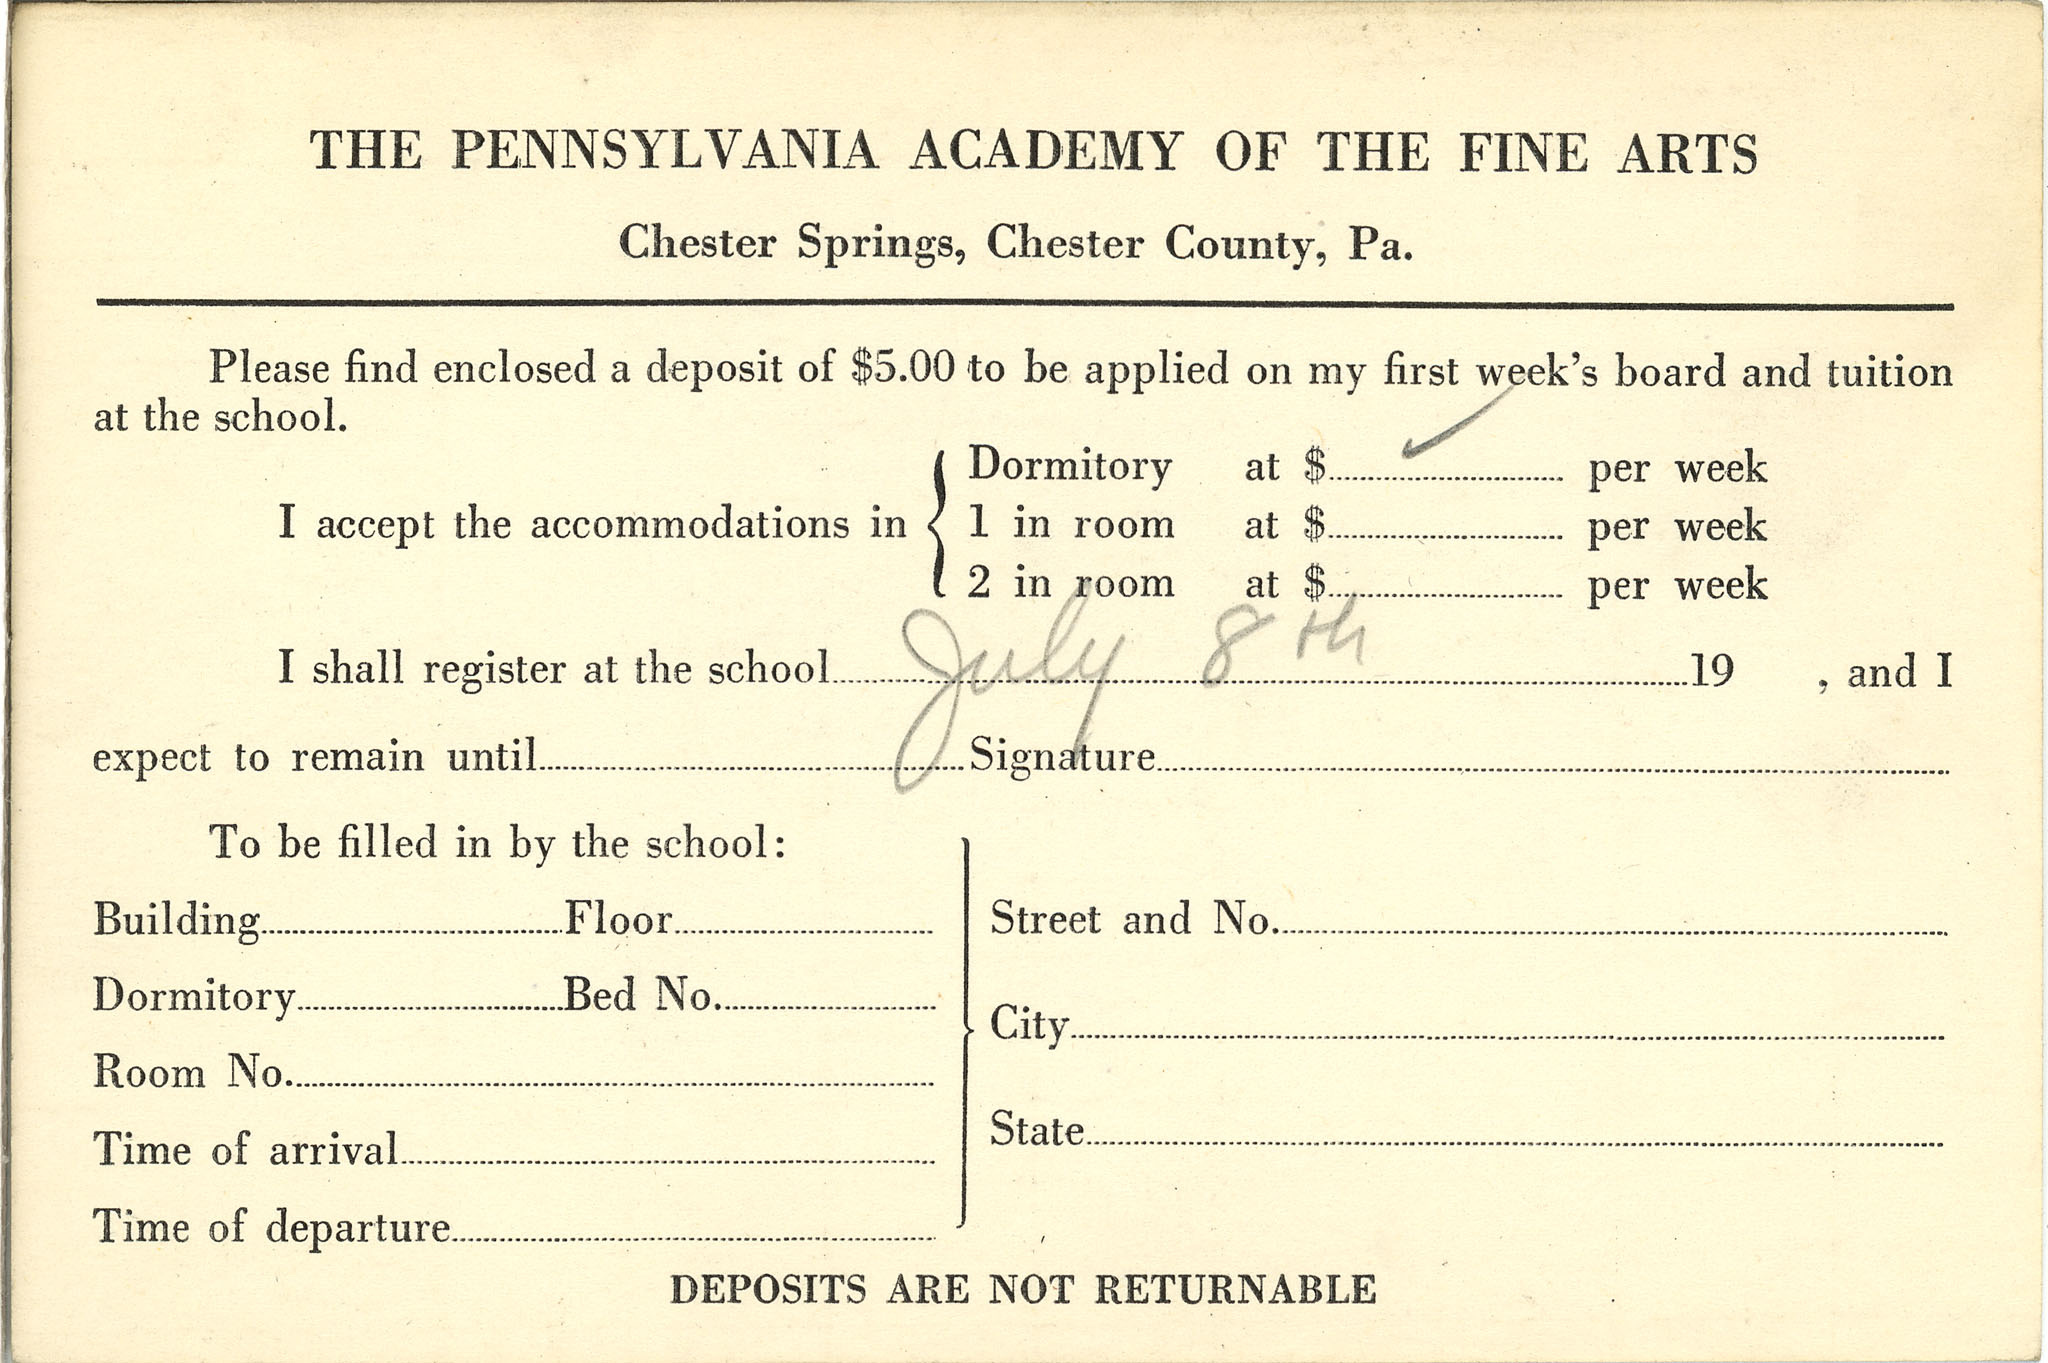 THE PENNSYLVANIA ACADEMY OF THE FINE ARTS
Chester Springs, Chester County, Pa.
Please find enclosed a deposit of $5.00 to be applied on my first week's board and tuition
at the school.
I accept the accommodations in
Dormitory at $ ✓ per week
1 in room at $ per week
2 in room at $ per week
I shall register at the school July 8th 19 , and I
expect to remain until Signature
To be filled in by the school:
Building Floor
Dormitory Bed No.
Room No.
Time of arrival
Time of departure
Street and No.
City
State
DEPOSITS ARE NOT RETURNABLE